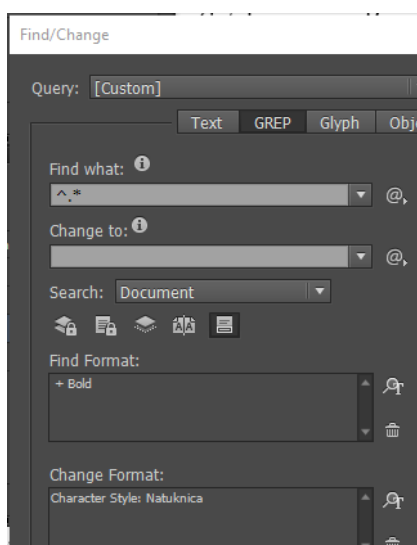 Find/Change
Query: [Custom]
Text GREP Glyph Obj
Find what:
^.*
Change to:
Search: Document
Find Format:
+ Bold
Change Format:
Character Style: Natuknica